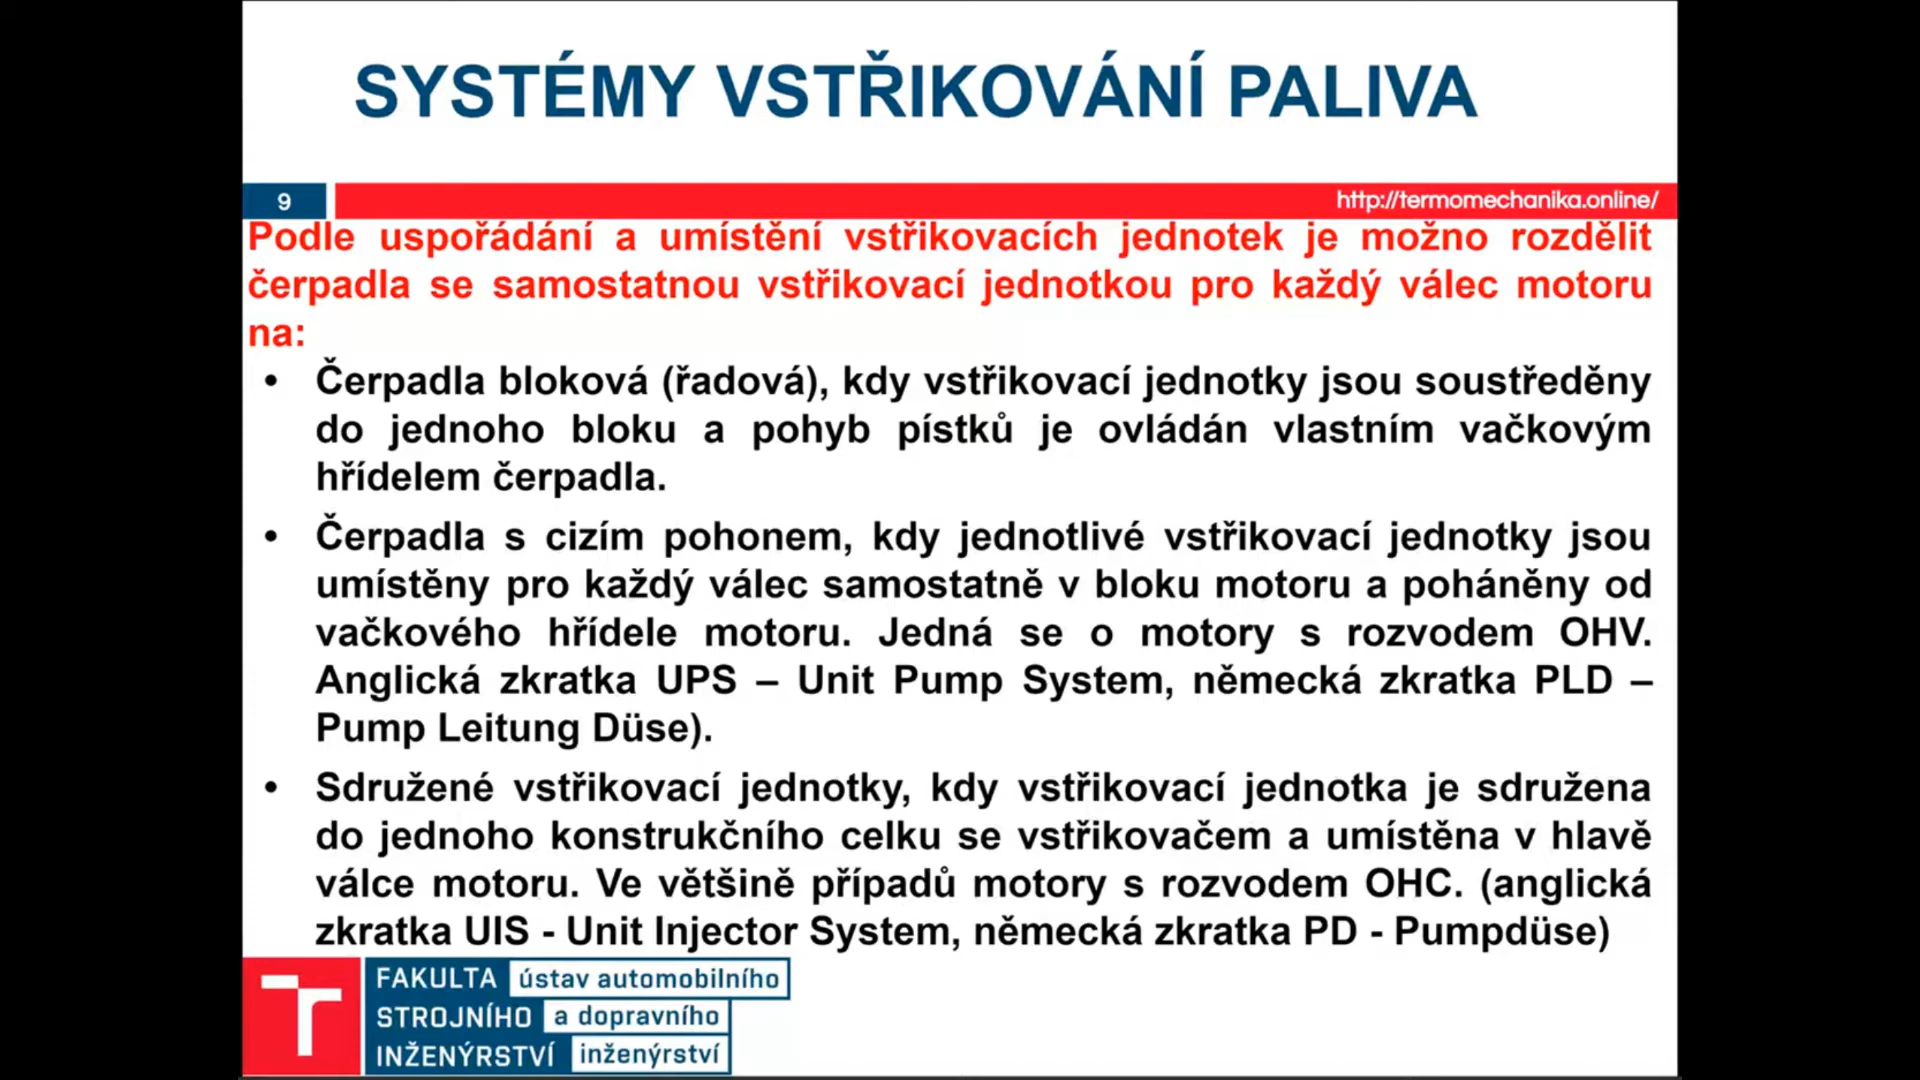 SYSTÉMY VSTŘIKOVÁNÍ PALIVA
9
http://termomechanika.online/
Podle uspořádání a umístění vstřikovacích jednotek je možno rozdělit
čerpadla se samostatnou vstřikovací jednotkou pro každý válec motoru
na:
• Čerpadla bloková (řadová), kdy vstřikovací jednotky jsou soustředěny
do jednoho bloku a pohyb pístků je ovládán vlastním vačkovým
hřídelem čerpadla.
• Čerpadla s cizím pohonem, kdy jednotlivé vstřikovací jednotky jsou
umístěny pro každý válec samostatně v bloku motoru a poháněny od
vačkového hřídele motoru. Jedná se o motory s rozvodem OHV.
Anglická zkratka UPS – Unit Pump System, německá zkratka PLD –
Pump Leitung Düse).
• Sdružené vstřikovací jednotky, kdy vstřikovací jednotka je sdružena
do jednoho konstrukčního celku se vstřikovačem a umístěna v hlavě
válce motoru. Ve většině případů motory s rozvodem OHC. (anglická
zkratka UIS - Unit Injector System, německá zkratka PD - Pumpdüse)
FAKULTA ústav automobilního
STROJNÍHO a dopravního
INŽENÝRSTVÍ inženýrství